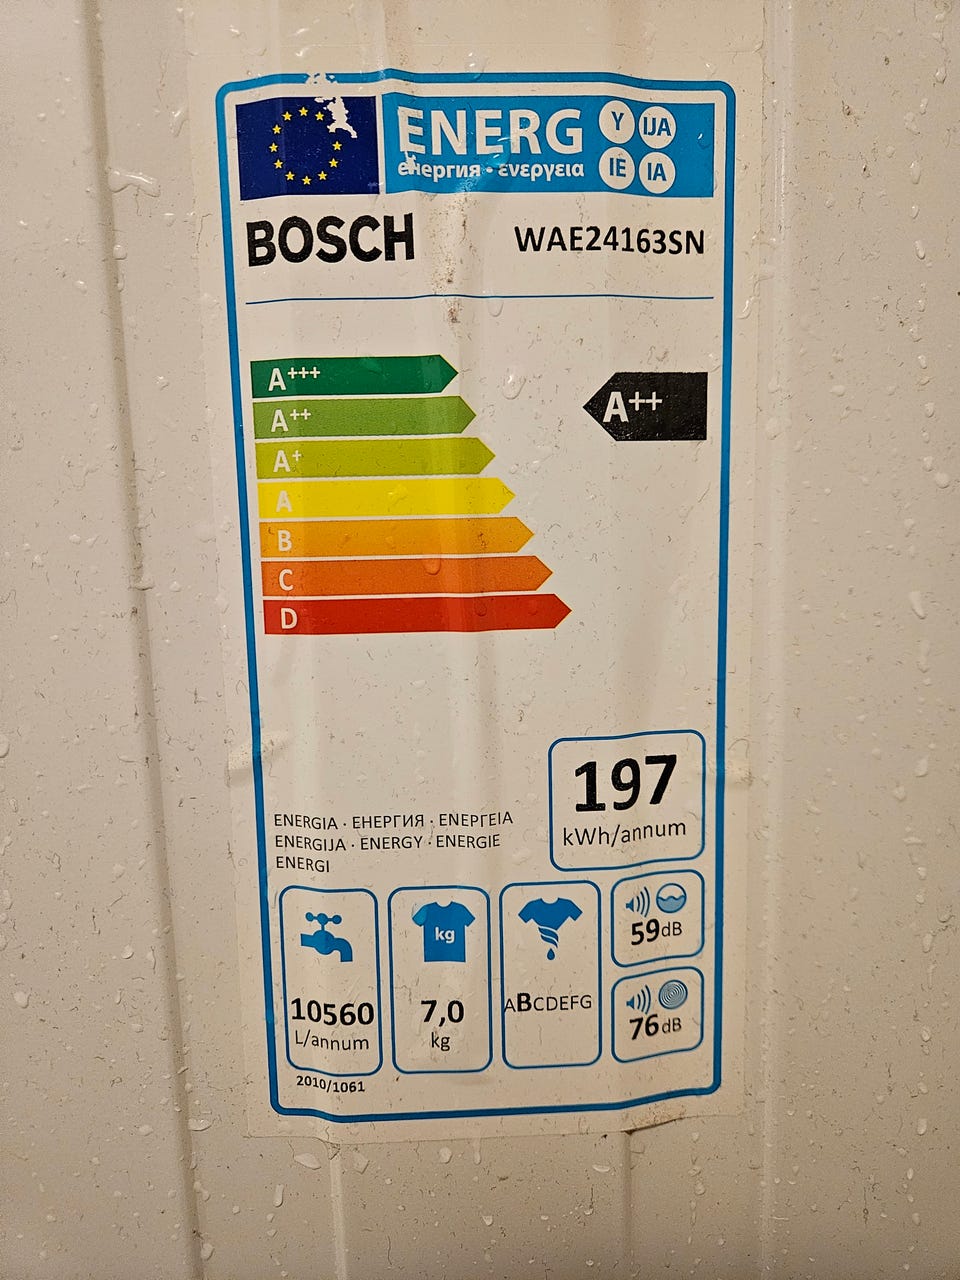 ENERG Y IJA
енергия · ενεργεια IE IA
BOSCH WAE24163SN
A+++
A++ A++
A+
A
B
C
D
197
kWh/annum
ENERGIA · ЕНЕРГИЯ · ΕΝΕΡΓΕΙΑ
ENERGIJA · ENERGY · ENERGIE
ENERGI
10560
L/annum
kg
7,0
kg
ABCDEFG
59dB
76dB
2010/1061